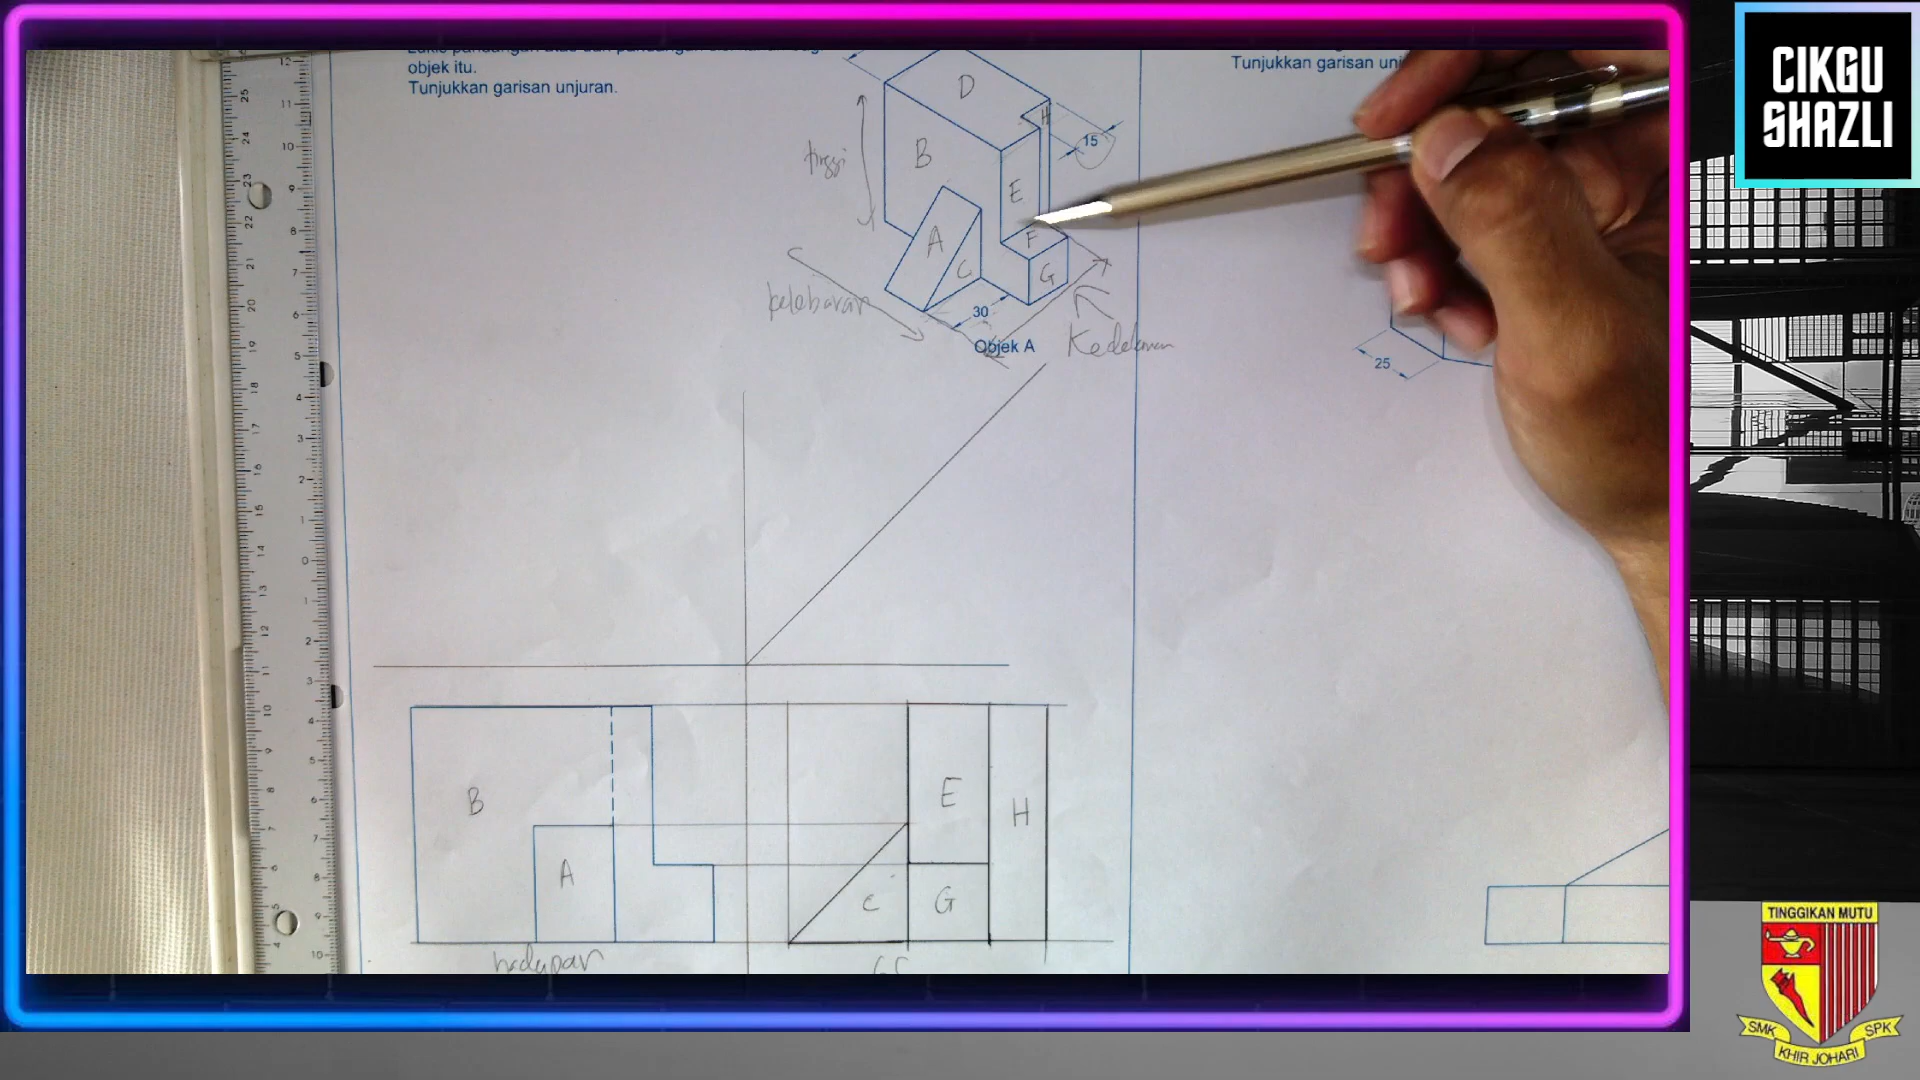 objek itu.
Tunjukkan garisan unjuran.
D
H
15
B
tinggi
E
A
F
C
G
kelebaran
30
Objek A
Kedalaman
Tunjukkan garisan unj
25
B
A
E
H
C
G
hadapan
CIKGU
SHAZLI
TINGGIKAN MUTU
SMK
SPK
KHIR JOHARI